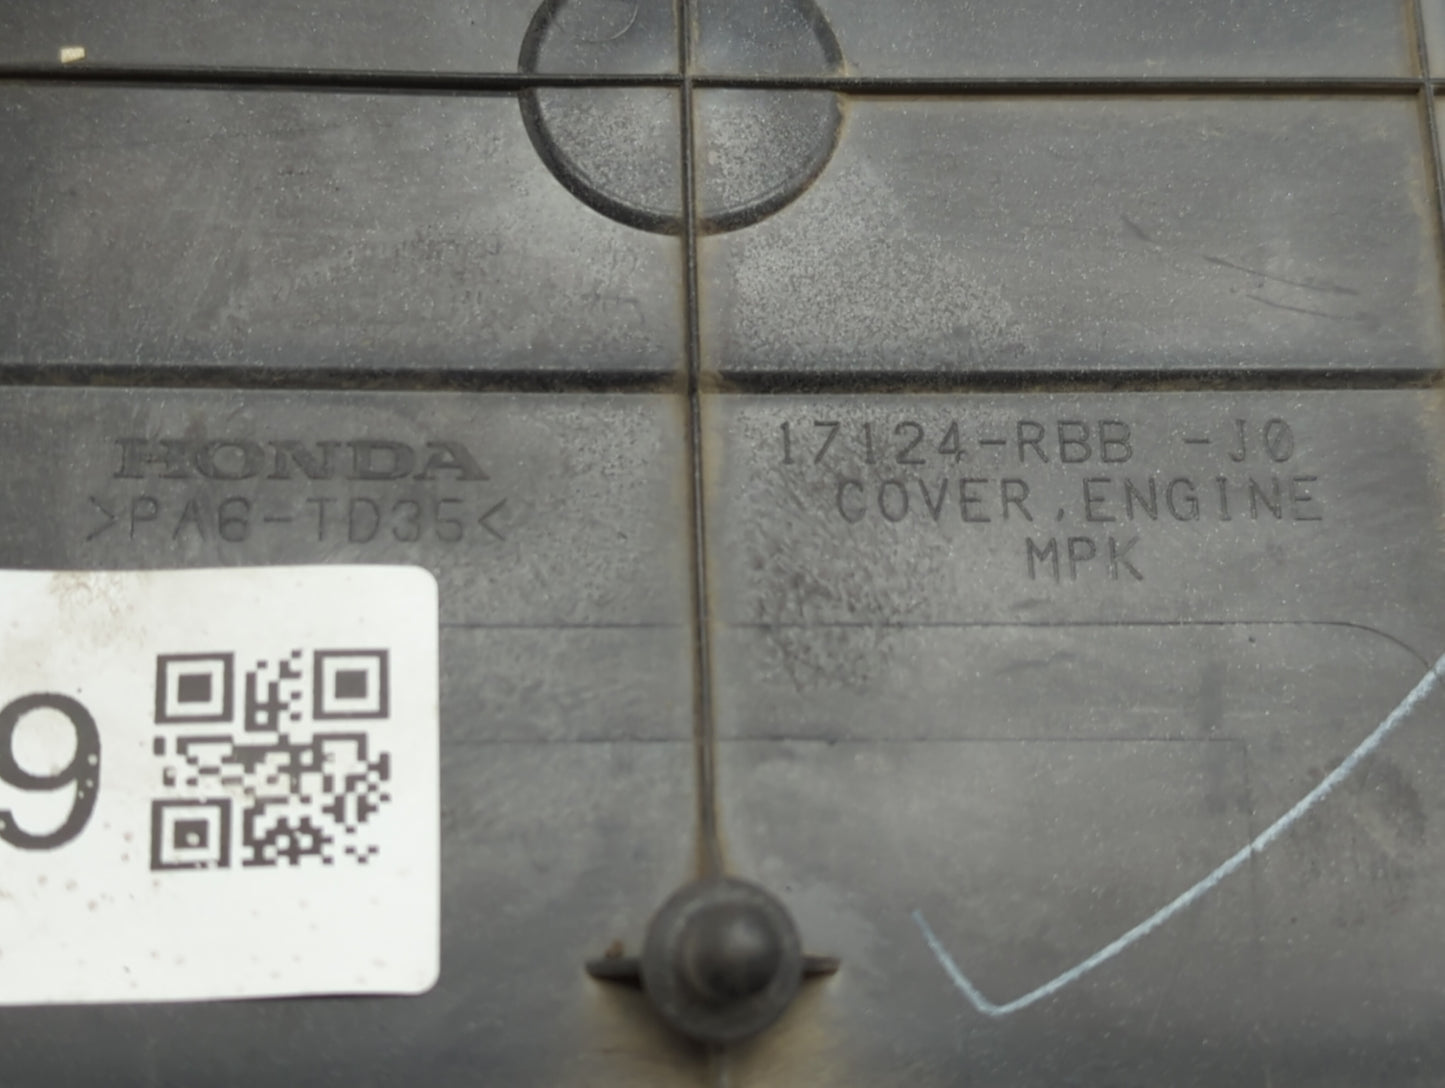 HONDA
>PA6-TD35<
17124-RBB -J0
COVER,ENGINE
MPK
9